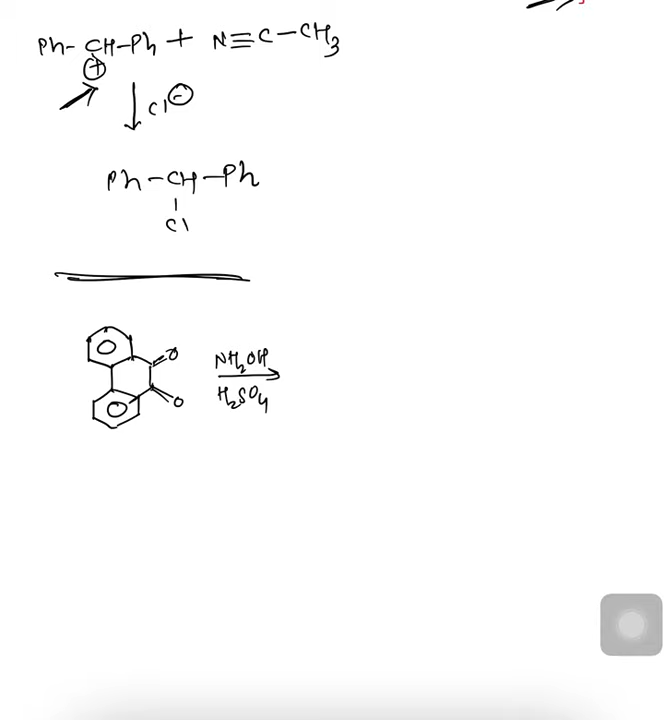 Ph-CH-Ph + N≡C-CH3
⊕
↓ Cl⊖
Ph-CH-Ph
|
Cl
O
O
NH2OH
H2SO4